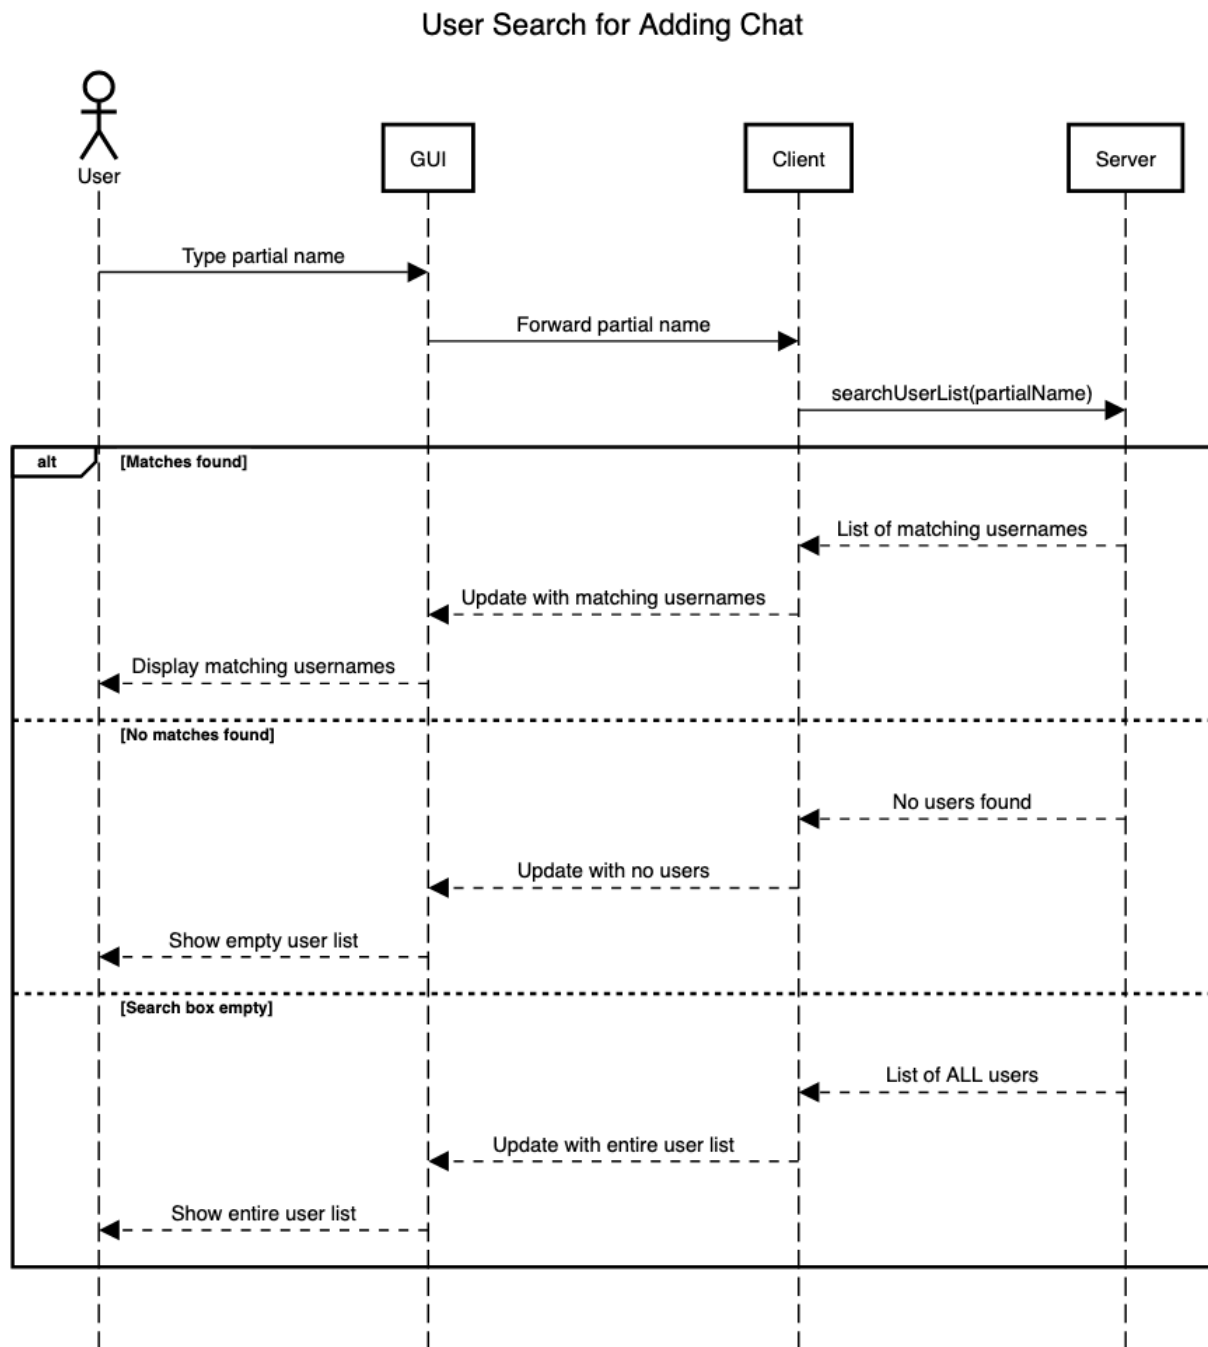 User Search for Adding Chat
User
GUI
Client
Server
Type partial name
Forward partial name
searchUserList(partialName)
alt
[Matches found]
List of matching usernames
Update with matching usernames
Display matching usernames
[No matches found]
No users found
Update with no users
Show empty user list
[Search box empty]
List of ALL users
Update with entire user list
Show entire user list